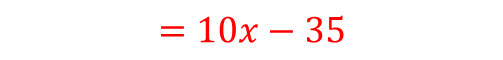 = 10𝑥 − 35